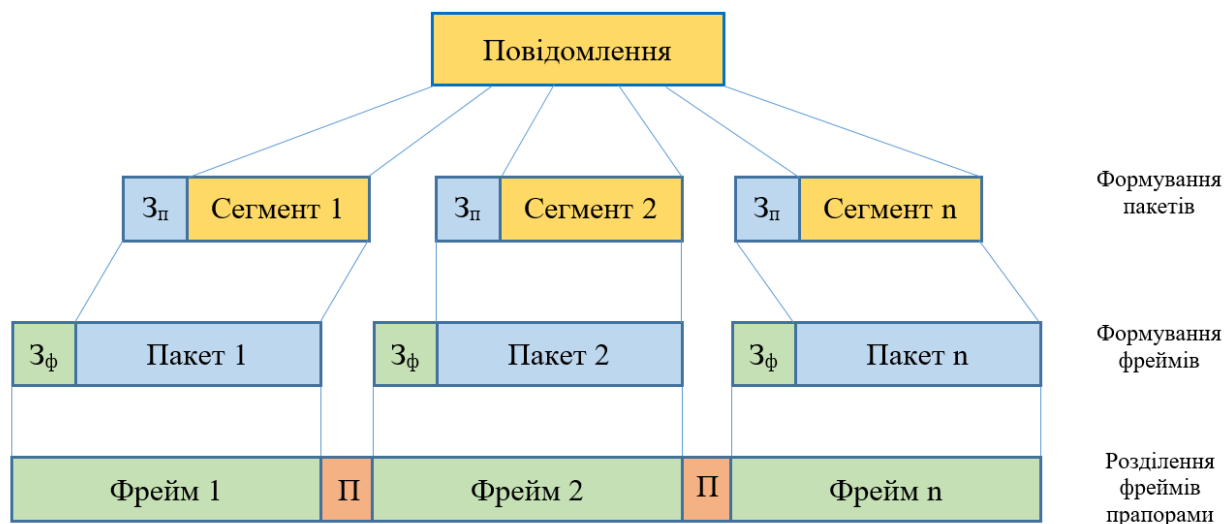 Повідомлення
Зп Сегмент 1 Зп Сегмент 2 Зп Сегмент n
Формування
пакетів
Зф Пакет 1 Зф Пакет 2 Зф Пакет n
Формування
фреймів
Фрейм 1 П Фрейм 2 П Фрейм n
Розділення
фреймів
прапорами